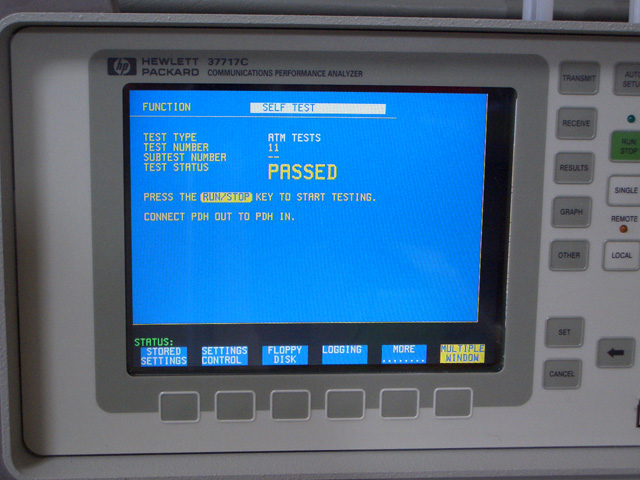 hp HEWLETT PACKARD 37717C COMMUNICATIONS PERFORMANCE ANALYZER
FUNCTION SELF TEST
TEST TYPE ATM TESTS
TEST NUMBER 11
SUBTEST NUMBER --
TEST STATUS PASSED
PRESS THE RUN/STOP KEY TO START TESTING.
CONNECT PDH OUT TO PDH IN.
STATUS:
STORED SETTINGS
SETTINGS CONTROL
FLOPPY DISK
LOGGING
MORE ........
MULTIPLE WINDOW
TRANSMIT
RECEIVE
RESULTS
GRAPH
OTHER
SET
CANCEL
AUTO
RUN STOP
SINGLE
REMOTE
LOCAL